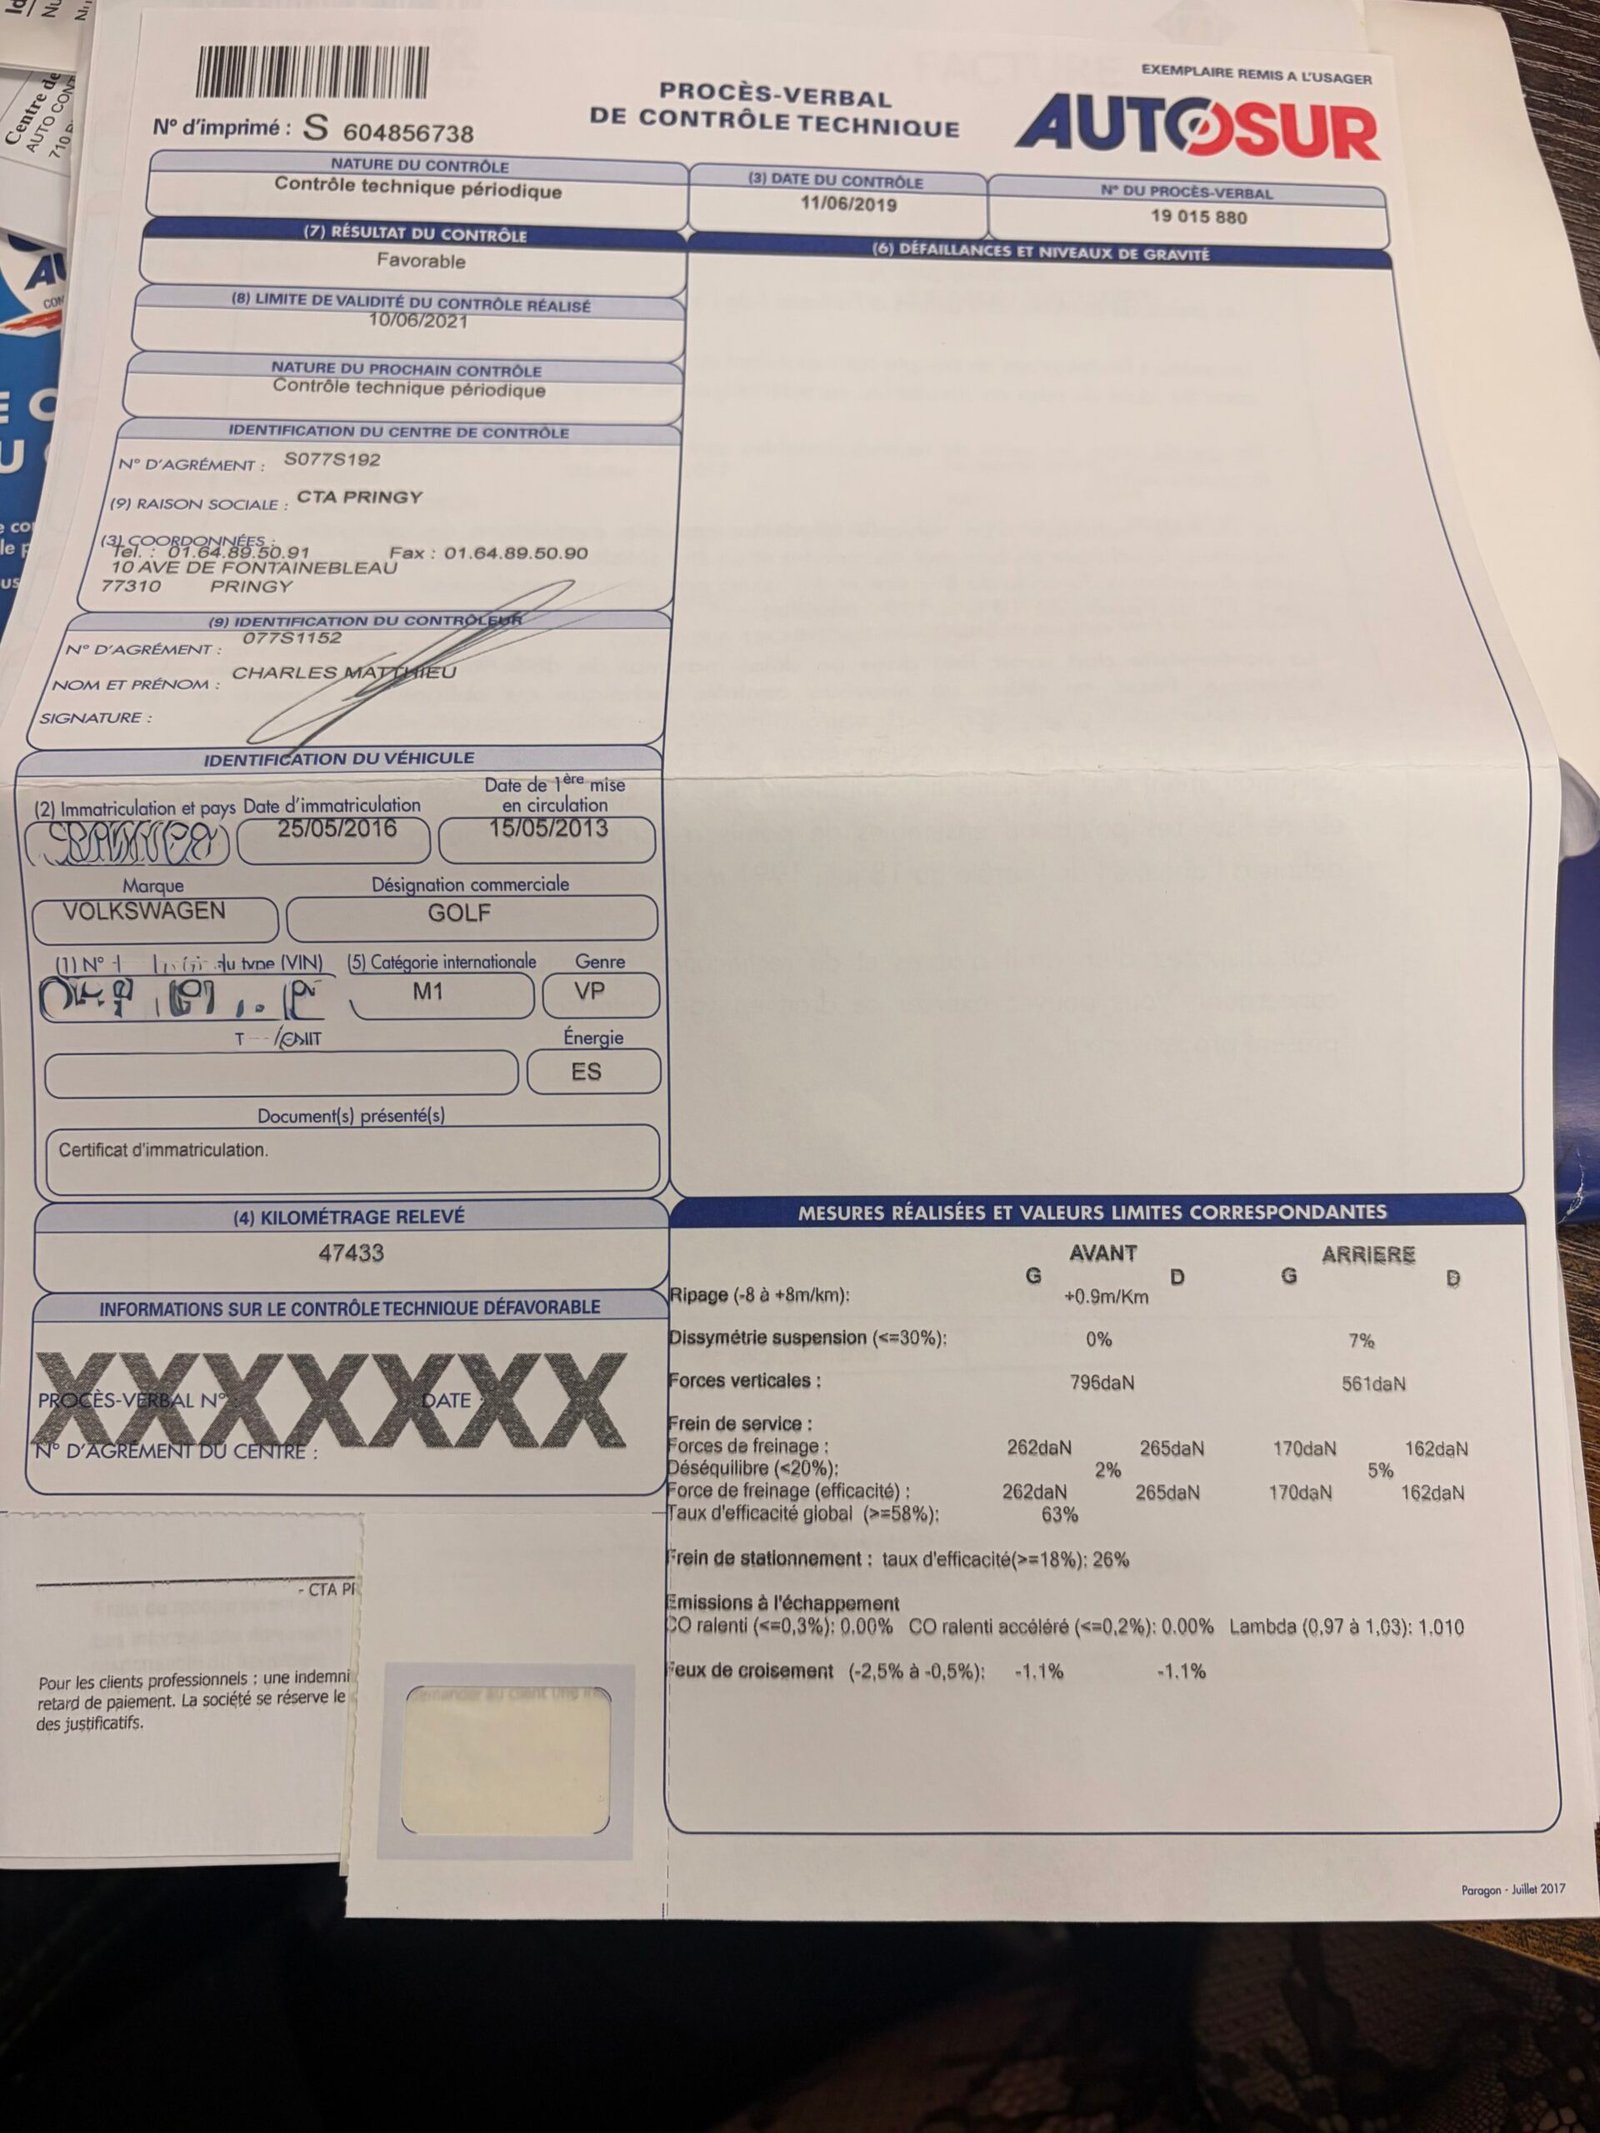 Centre de
AUTO CONT
EXEMPLAIRE REMIS A L'USAGER
AUTOSUR
PROCÈS-VERBAL
DE CONTRÔLE TECHNIQUE
N° d'imprimé : S 604856738
NATURE DU CONTRÔLE
Contrôle technique périodique
(3) DATE DU CONTRÔLE
11/06/2019
N° DU PROCÈS-VERBAL
19 015 880
(7) RÉSULTAT DU CONTRÔLE
Favorable
(6) DÉFAILLANCES ET NIVEAUX DE GRAVITÉ
(8) LIMITE DE VALIDITÉ DU CONTRÔLE RÉALISÉ
10/06/2021
NATURE DU PROCHAIN CONTRÔLE
Contrôle technique périodique
IDENTIFICATION DU CENTRE DE CONTRÔLE
N° D'AGRÉMENT : S077S192
(9) RAISON SOCIALE : CTA PRINGY
(3) COORDONNÉES :
Tel. : 01.64.89.50.91 Fax : 01.64.89.50.90
10 AVE DE FONTAINEBLEAU
77310 PRINGY
(9) IDENTIFICATION DU CONTRÔLEUR
N° D'AGRÉMENT : 077S1152
NOM ET PRÉNOM : CHARLES MATTHIEU
SIGNATURE :
IDENTIFICATION DU VÉHICULE
(2) Immatriculation et pays
Date d'immatriculation
25/05/2016
Date de 1ère mise
en circulation
15/05/2013
Marque
VOLKSWAGEN
Désignation commerciale
GOLF
(1) N° du type (VIN)
(5) Catégorie internationale
M1
Genre
VP
Énergie
ES
Document(s) présenté(s)
Certificat d'immatriculation.
(4) KILOMÉTRAGE RELEVÉ
47433
INFORMATIONS SUR LE CONTRÔLE TECHNIQUE DÉFAVORABLE
XXXXXXX
PROCÈS-VERBAL N° DATE
N° D'AGRÉMENT DU CENTRE :
MESURES RÉALISÉES ET VALEURS LIMITES CORRESPONDANTES
AVANT ARRIERE
G D G D
Ripage (-8 à +8m/km): +0.9m/Km
Dissymétrie suspension (<=30%): 0% 7%
Forces verticales : 796daN 561daN
Frein de service :
Forces de freinage : 262daN 265daN 170daN 162daN
Déséquilibre (<20%): 2% 5%
Force de freinage (efficacité) : 262daN 265daN 170daN 162daN
Taux d'efficacité global (>=58%): 63%
Frein de stationnement : taux d'efficacité(>=18%): 26%
Emissions à l'échappement
CO ralenti (<=0,3%): 0.00% CO ralenti accéléré (<=0,2%): 0.00% Lambda (0,97 à 1,03): 1.010
Feux de croisement (-2,5% à -0,5%): -1.1% -1.1%
- CTA PR
Pour les clients professionnels : une indemni
retard de paiement. La société se réserve le
des justificatifs.
Paragon - Juillet 2017